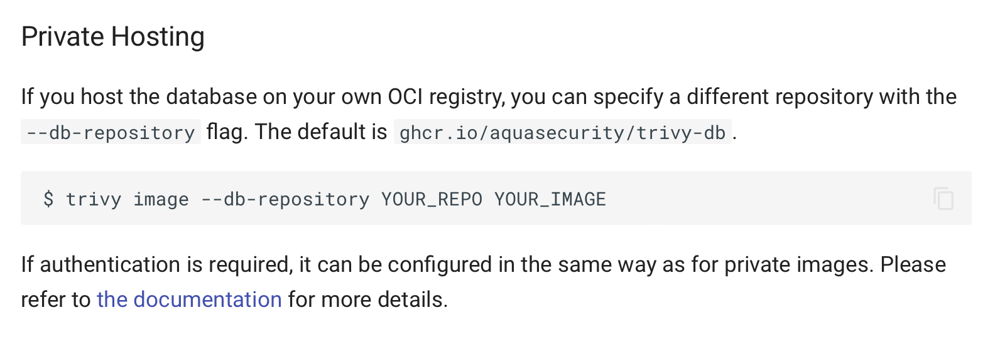 Private Hosting
If you host the database on your own OCI registry, you can specify a different repository with the
--db-repository flag. The default is ghcr.io/aquasecurity/trivy-db.
$ trivy image --db-repository YOUR_REPO YOUR_IMAGE
If authentication is required, it can be configured in the same way as for private images. Please
refer to the documentation for more details.